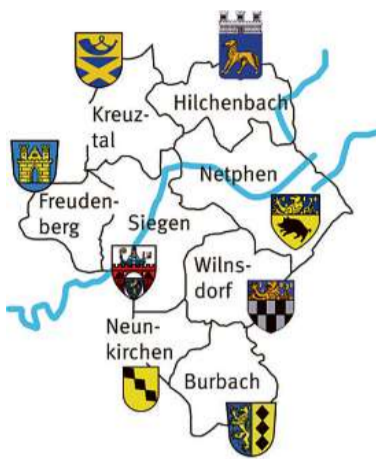 Kreuz-
tal
Hilchenbach
Netphen
Freuden-
berg
Siegen
Wilns-
dorf
Neun-
kirchen
Burbach